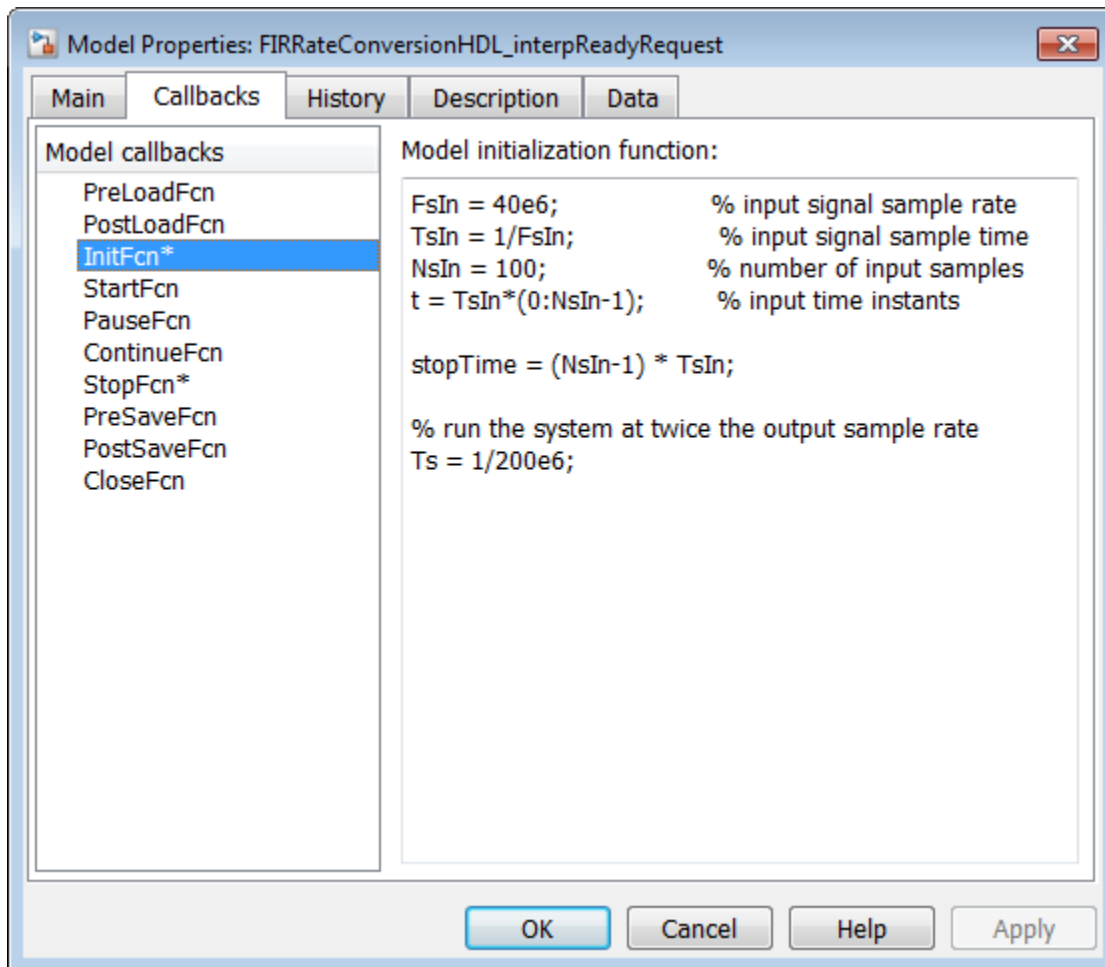 Model Properties: FIRRateConversionHDL_interpReadyRequest
Main Callbacks History Description Data
Model callbacks
PreLoadFcn
PostLoadFcn
InitFcn*
StartFcn
PauseFcn
ContinueFcn
StopFcn*
PreSaveFcn
PostSaveFcn
CloseFcn
Model initialization function:
FsIn = 40e6; % input signal sample rate
TsIn = 1/FsIn; % input signal sample time
NsIn = 100; % number of input samples
t = TsIn*(0:NsIn-1); % input time instants
stopTime = (NsIn-1) * TsIn;
% run the system at twice the output sample rate
Ts = 1/200e6;
OK Cancel Help Apply